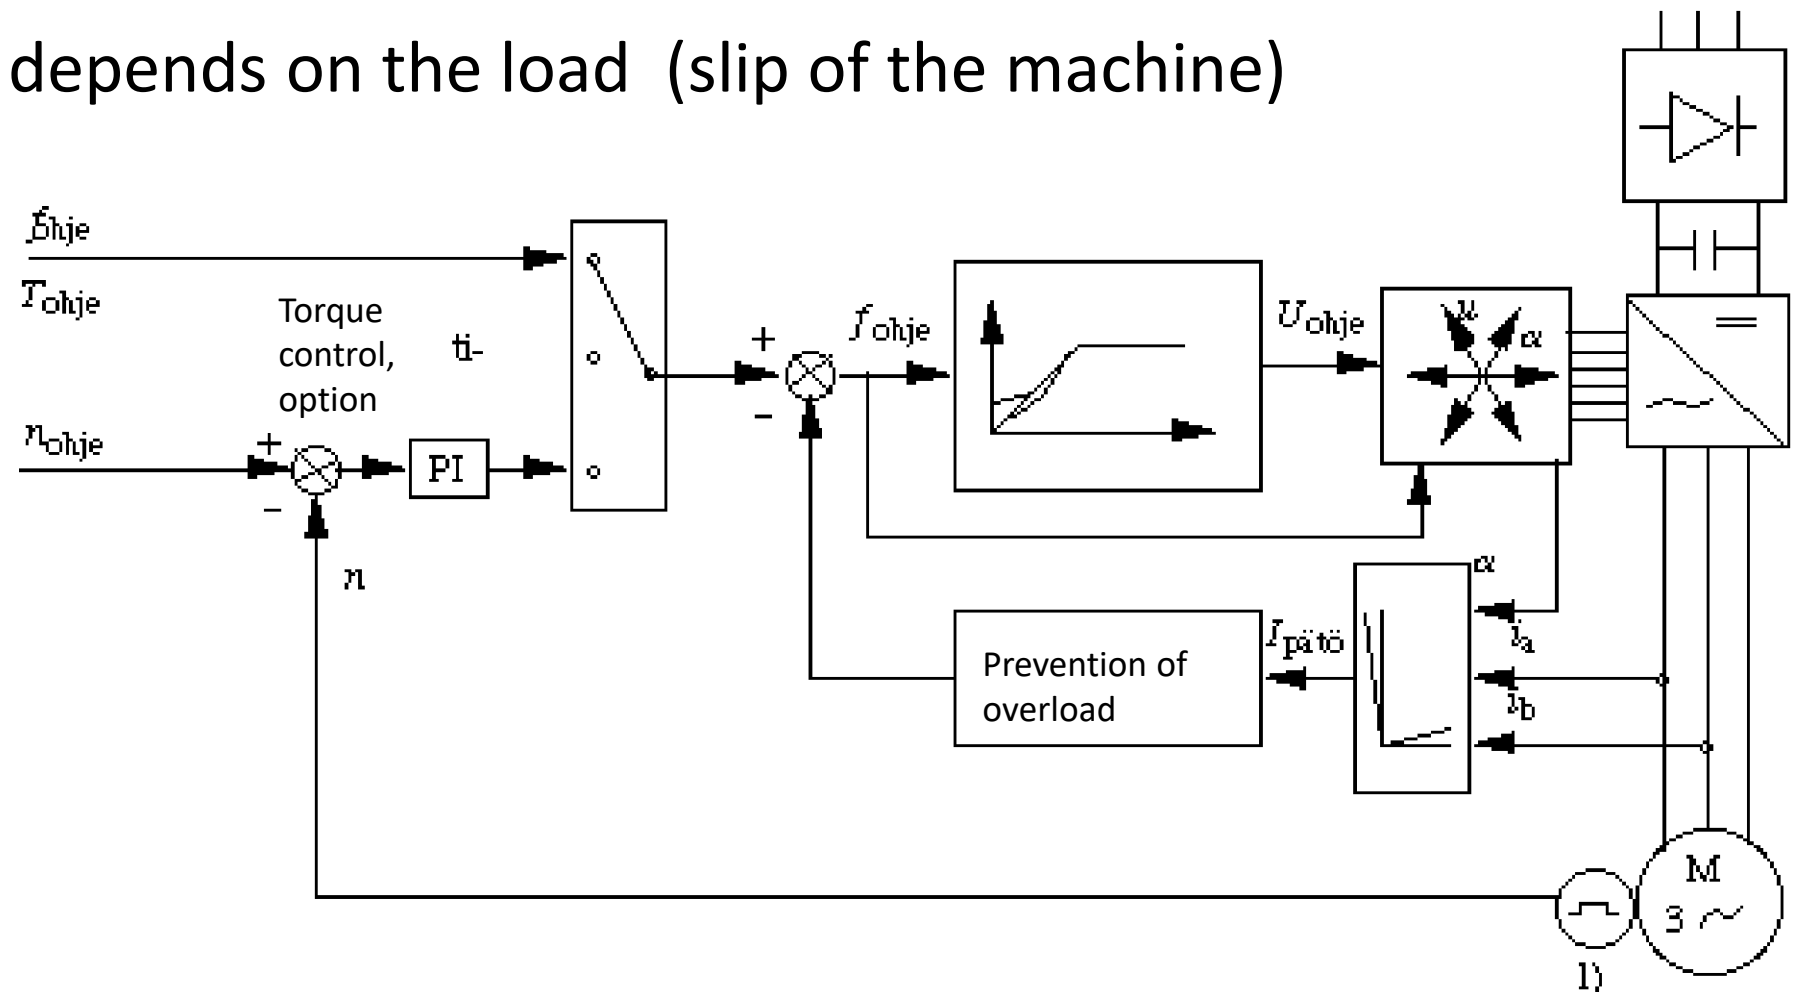 depends on the load (slip of the machine)
fohje
Tohje
Torque
control,
option
ti-
nohje
+
-
PI
n
+
-
fohje
Uohje
u
α
α
ia
ib
Ipätö
Prevention of
overload
M
3 ~
1)